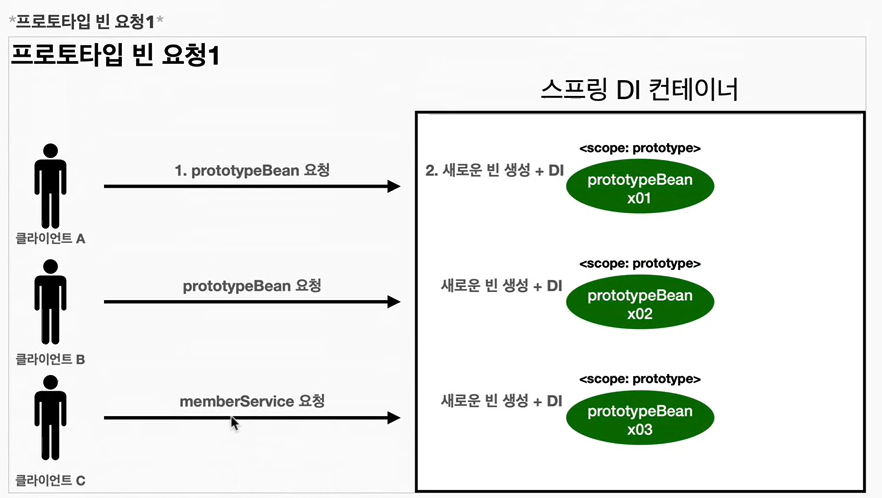 *프로토타입 빈 요청1*
프로토타입 빈 요청1
스프링 DI 컨테이너
<scope: prototype>
1. prototypeBean 요청
2. 새로운 빈 생성 + DI
prototypeBean
x01
클라이언트 A
<scope: prototype>
prototypeBean 요청
새로운 빈 생성 + DI
prototypeBean
x02
클라이언트 B
<scope: prototype>
memberService 요청
새로운 빈 생성 + DI
prototypeBean
x03
클라이언트 C